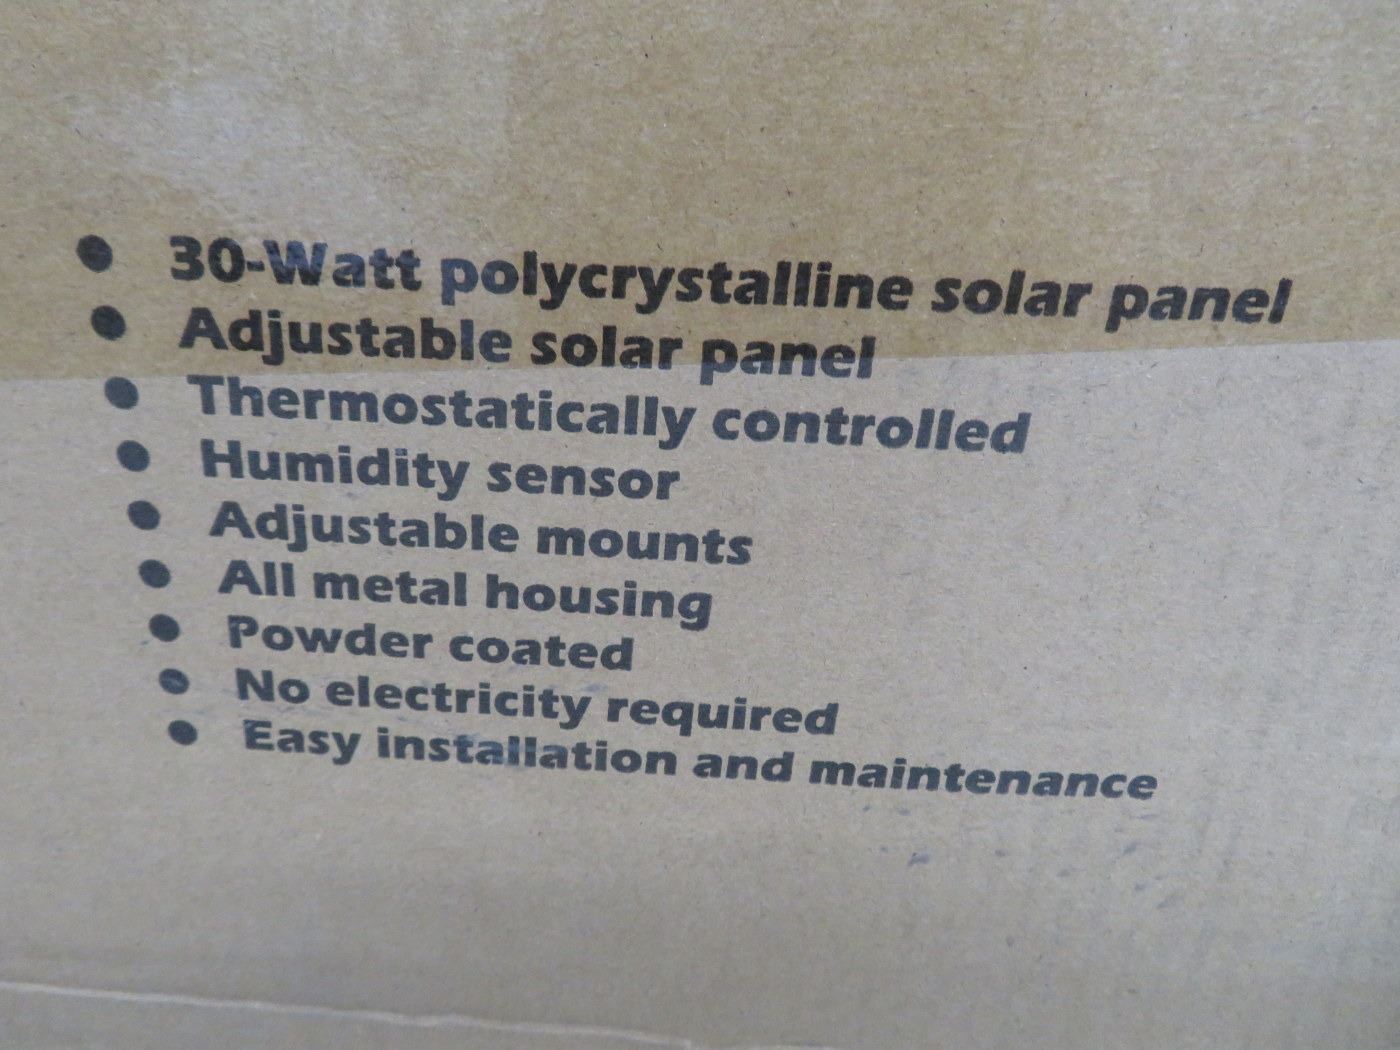 ● 30-Watt polycrystalline solar panel
● Adjustable solar panel
● Thermostatically controlled
● Humidity sensor
● Adjustable mounts
● All metal housing
● Powder coated
● No electricity required
● Easy installation and maintenance